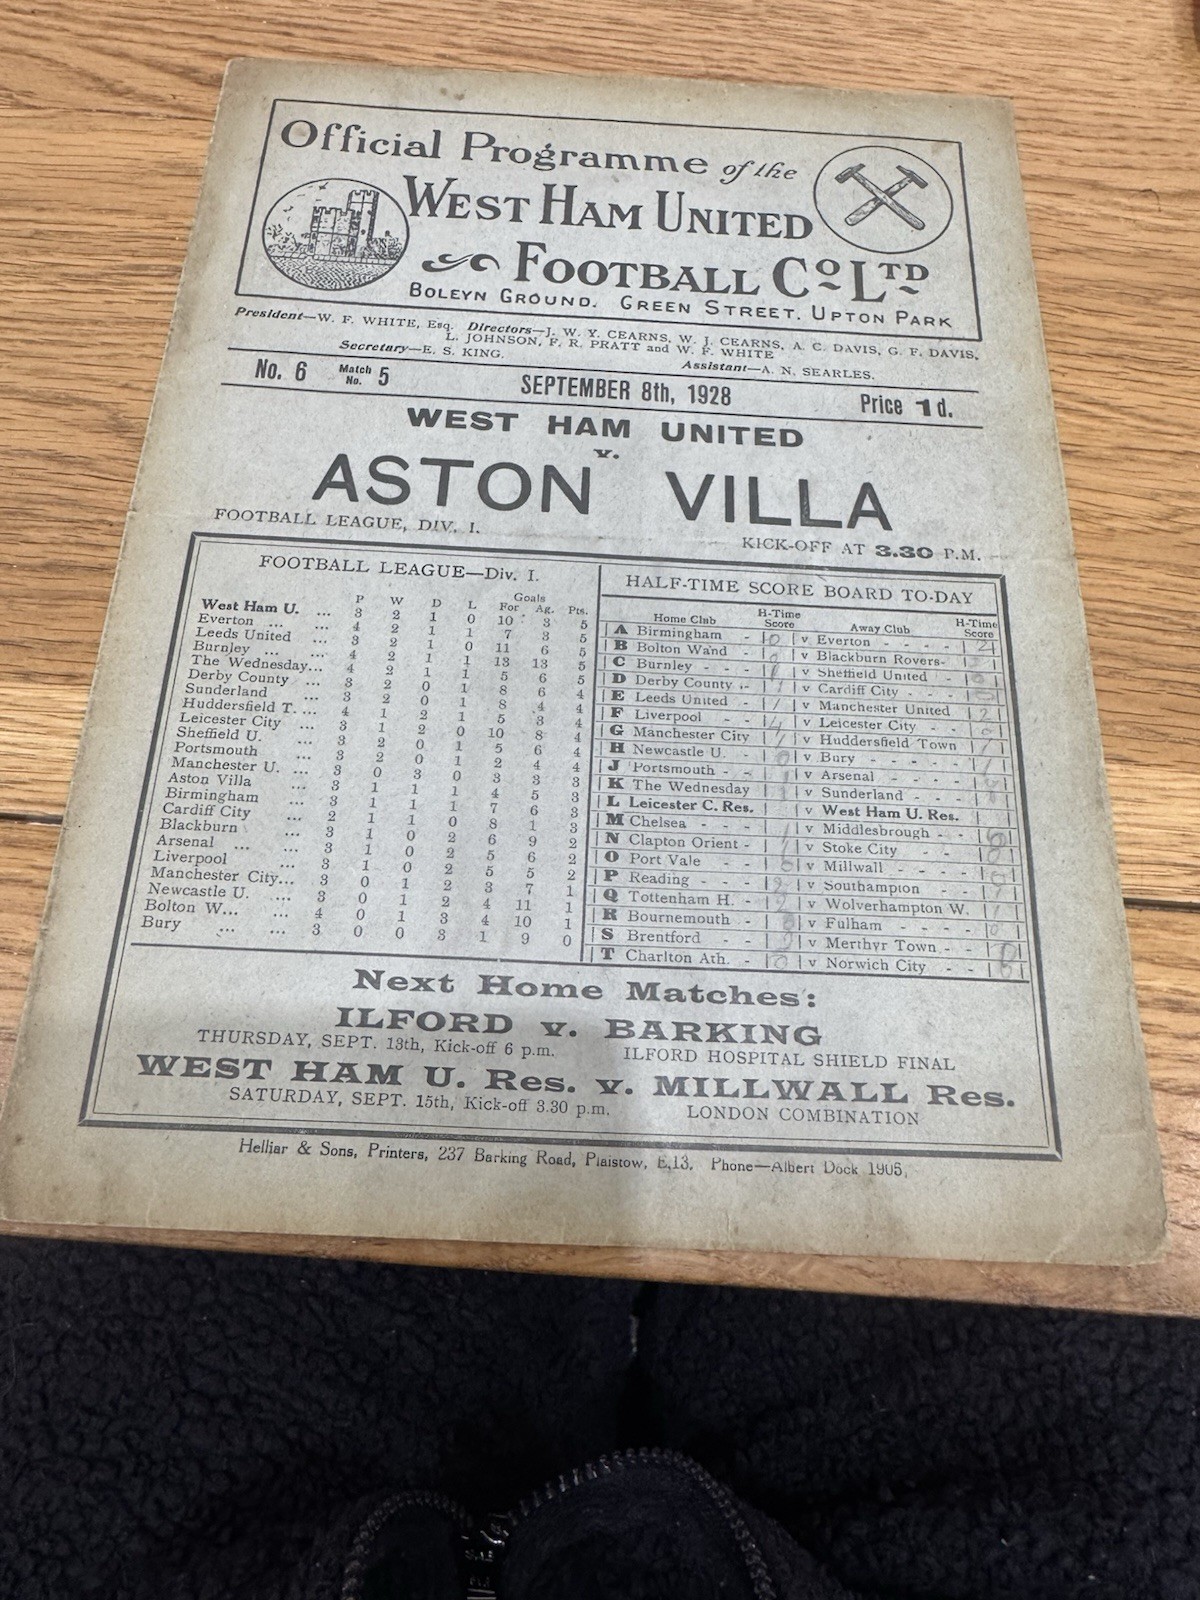 Official Programme of the
WEST HAM UNITED
FOOTBALL CO LTD
BOLEYN GROUND. GREEN STREET. UPTON PARK
President—W. F. WHITE, Esq. Directors—J. W. Y. CEARNS, W. J. CEARNS, A. C. DAVIS, G. F. DAVIS,
L. JOHNSON, F. R. PRATT and W. F. WHITE
Secretary—E. S. KING. Assistant—A. N. SEARLES.
No. 6 Match No. 5 SEPTEMBER 8th, 1928 Price 1d.
WEST HAM UNITED
v.
ASTON VILLA
FOOTBALL LEAGUE, DIV. I. KICK-OFF AT 3.30 P.M.
FOOTBALL LEAGUE—Div. I.
Goals
P W D L For Ag. Pts.
West Ham U. ... 3 2 1 0 10 3 5
Everton ... ... 4 2 1 1 7 3 5
Leeds United ... 3 2 1 0 11 6 5
Burnley ... ... 4 2 1 1 13 13 5
The Wednesday... 4 2 1 1 5 6 5
Derby County ... 3 2 0 1 8 6 4
Sunderland ... 3 2 0 1 8 4 4
Huddersfield T. ... 4 1 2 1 5 3 4
Leicester City ... 3 1 2 0 10 8 4
Sheffield U. ... 3 2 0 1 5 6 4
Portsmouth ... 3 2 0 1 2 4 4
Manchester U. ... 3 0 3 0 3 3 3
Aston Villa ... 3 1 1 1 4 5 3
Birmingham ... 3 1 1 1 7 6 3
Cardiff City ... 2 1 1 0 8 1 3
Blackburn ... 3 1 0 2 6 9 2
Arsenal ... ... 3 1 0 2 5 6 2
Liverpool ... 3 1 0 2 5 5 2
Manchester City... 3 0 1 2 3 7 1
Newcastle U. ... 3 0 1 2 4 11 1
Bolton W... ... 4 0 1 3 4 10 1
Bury ... ... 3 0 0 3 1 9 0
HALF-TIME SCORE BOARD TO-DAY
Home Club H-Time Score Away Club H-Time Score
A Birmingham - 0 v Everton - - - - 2
B Bolton Wand v Blackburn Rovers-
C Burnley - - - v Sheffield United -
D Derby County .. - v Cardiff City - - -
E Leeds United - 1 v Manchester United 2
F Liverpool - - v Leicester City - -
G Manchester City v Huddersfield Town
H Newcastle U. - v Bury - - - -
J Portsmouth - v Arsenal - - - -
K The Wednesday v Sunderland - - -
L Leicester C. Res. v West Ham U. Res.
M Chelsea - - - v Middlesbrough - -
N Clapton Orient - v Stoke City - -
O Port Vale - - v Millwall - - -
P Reading - - - v Southampton -
Q Tottenham H. - v Wolverhampton W.
R Bournemouth - v Fulham - - -
S Brentford - - v Merthyr Town - -
T Charlton Ath. - 0 v Norwich City - -
Next Home Matches:
ILFORD v. BARKING
THURSDAY, SEPT. 13th, Kick-off 6 p.m. ILFORD HOSPITAL SHIELD FINAL
WEST HAM U. Res. v. MILLWALL Res.
SATURDAY, SEPT. 15th, Kick-off 3.30 p.m. LONDON COMBINATION
Helliar & Sons, Printers, 237 Barking Road, Plaistow, E.13. Phone—Albert Dock 1905.